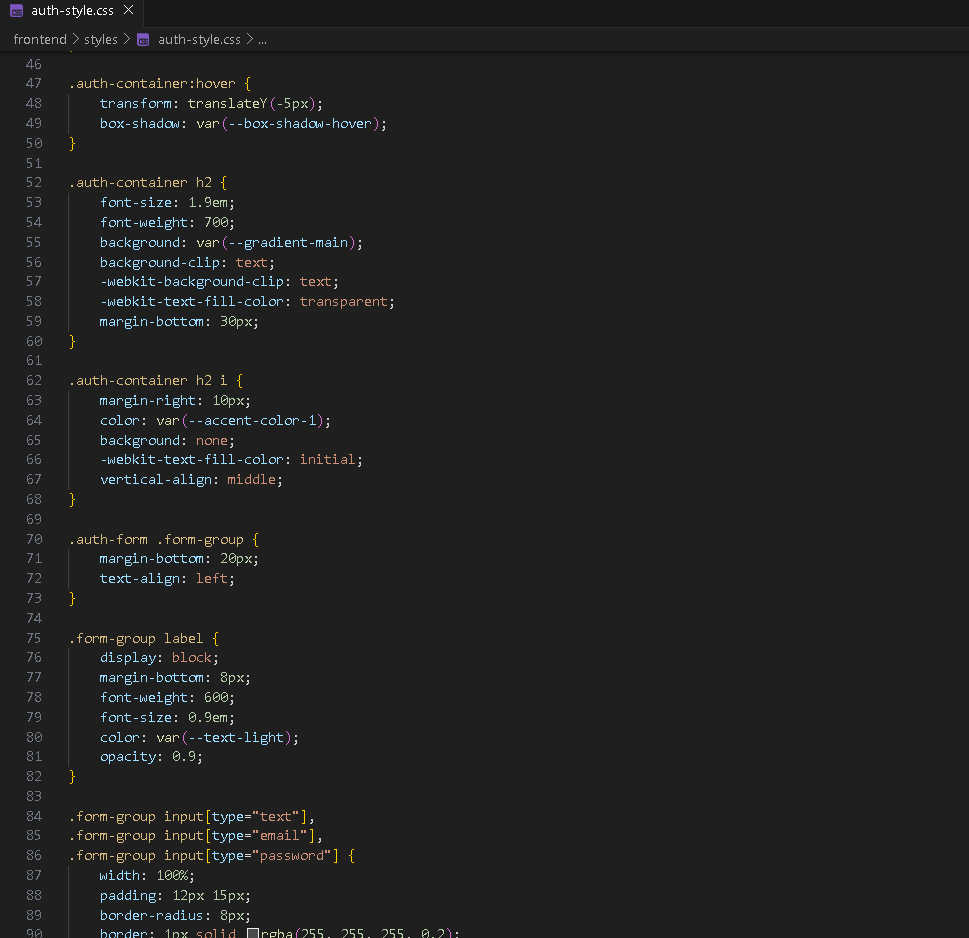 auth-style.css
frontend > styles > auth-style.css > ...
46
47 .auth-container:hover {
48     transform: translateY(-5px);
49     box-shadow: var(--box-shadow-hover);
50 }
51
52 .auth-container h2 {
53     font-size: 1.9em;
54     font-weight: 700;
55     background: var(--gradient-main);
56     background-clip: text;
57     -webkit-background-clip: text;
58     -webkit-text-fill-color: transparent;
59     margin-bottom: 30px;
60 }
61
62 .auth-container h2 i {
63     margin-right: 10px;
64     color: var(--accent-color-1);
65     background: none;
66     -webkit-text-fill-color: initial;
67     vertical-align: middle;
68 }
69
70 .auth-form .form-group {
71     margin-bottom: 20px;
72     text-align: left;
73 }
74
75 .form-group label {
76     display: block;
77     margin-bottom: 8px;
78     font-weight: 600;
79     font-size: 0.9em;
80     color: var(--text-light);
81     opacity: 0.9;
82 }
83
84 .form-group input[type="text"],
85 .form-group input[type="email"],
86 .form-group input[type="password"] {
87     width: 100%;
88     padding: 12px 15px;
89     border-radius: 8px;
90     border: 1px solid rgba(255, 255, 255, 0.2);